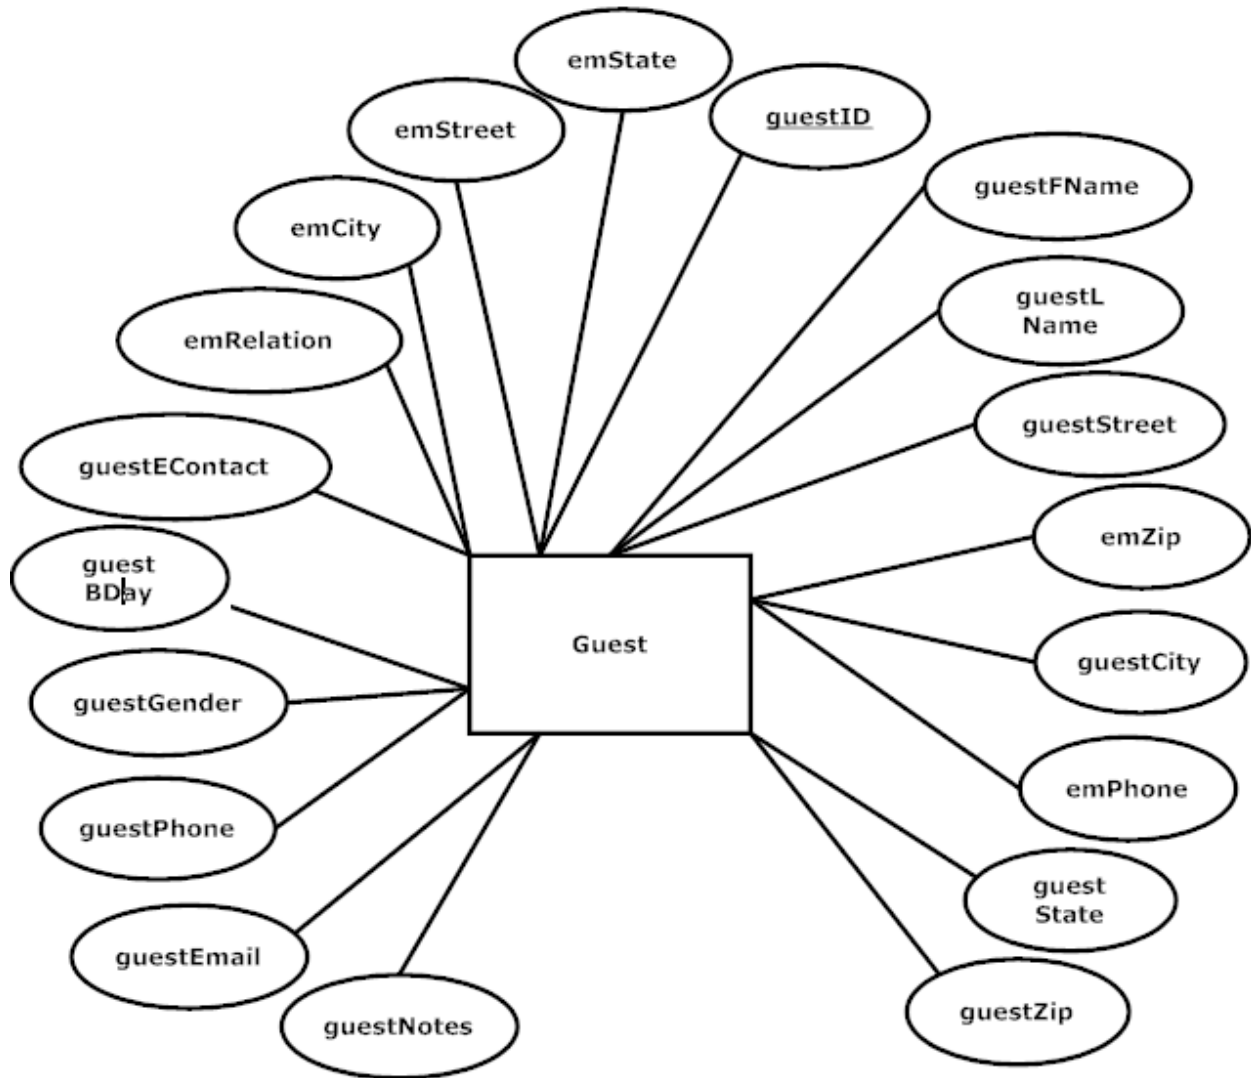 emState
guestID
emStreet
guestFName
emCity
guestL
Name
emRelation
guestStreet
guestEContact
emZip
guest
BDay
Guest
guestCity
guestGender
emPhone
guestPhone
guest
State
guestEmail
guestZip
guestNotes